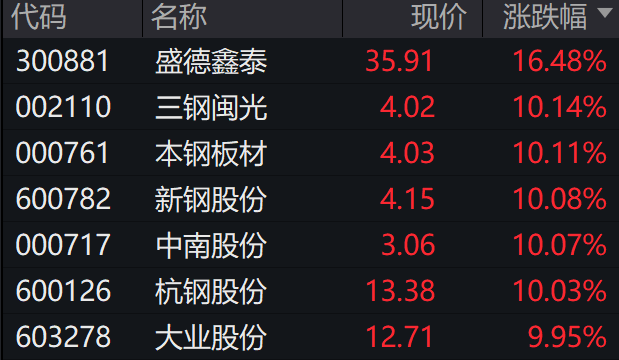 代码 名称 现价 涨跌幅
300881 盛德鑫泰 35.91 16.48%
002110 三钢闽光 4.02 10.14%
000761 本钢板材 4.03 10.11%
600782 新钢股份 4.15 10.08%
000717 中南股份 3.06 10.07%
600126 杭钢股份 13.38 10.03%
603278 大业股份 12.71 9.95%